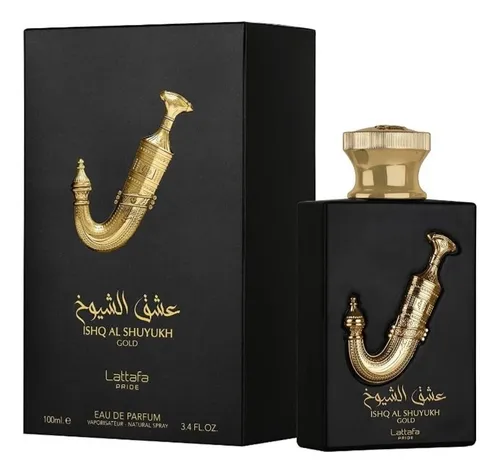 عشق الشيوخ
ISHQ AL SHUYUKH
GOLD
Lattafa
PRIDE
100ml. e
EAU DE PARFUM
VAPORISATEUR - NATURAL SPRAY
3.4 FL.OZ.
عشق الشيوخ
ISHQ AL SHUYUKH
GOLD
Lattafa
PRIDE